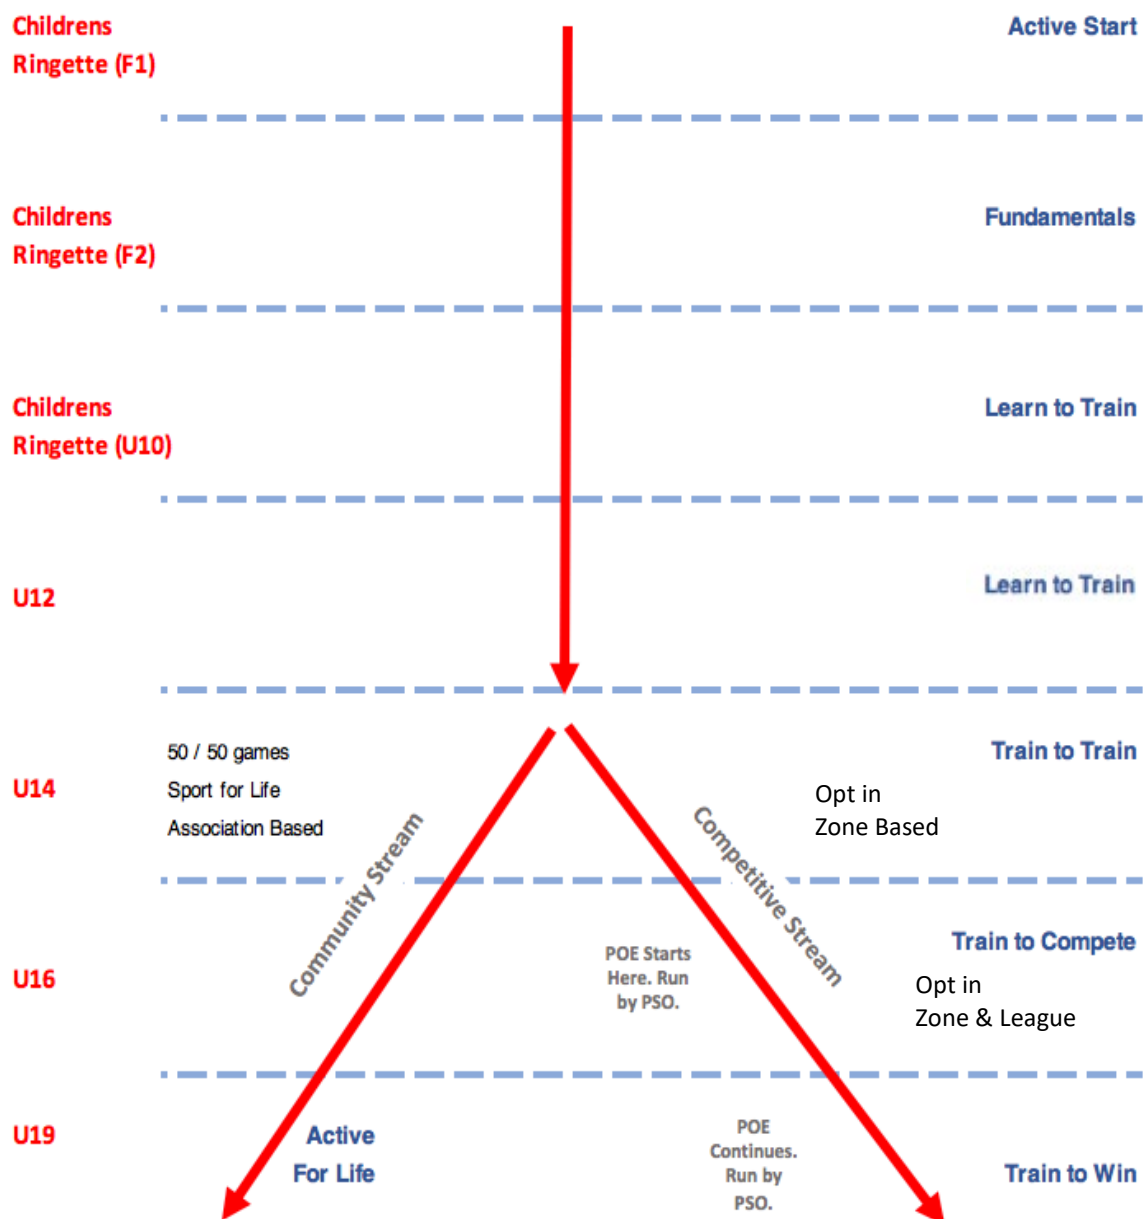 Childrens
Ringette (F1)
Active Start
Childrens
Ringette (F2)
Fundamentals
Childrens
Ringette (U10)
Learn to Train
U12
Learn to Train
U14
50 / 50 games
Sport for Life
Association Based
Community Stream
Competitive Stream
Train to Train
Opt in
Zone Based
U16
POE Starts
Here. Run
by PSO.
Train to Compete
Opt in
Zone & League
U19
Active
For Life
POE
Continues.
Run by
PSO.
Train to Win